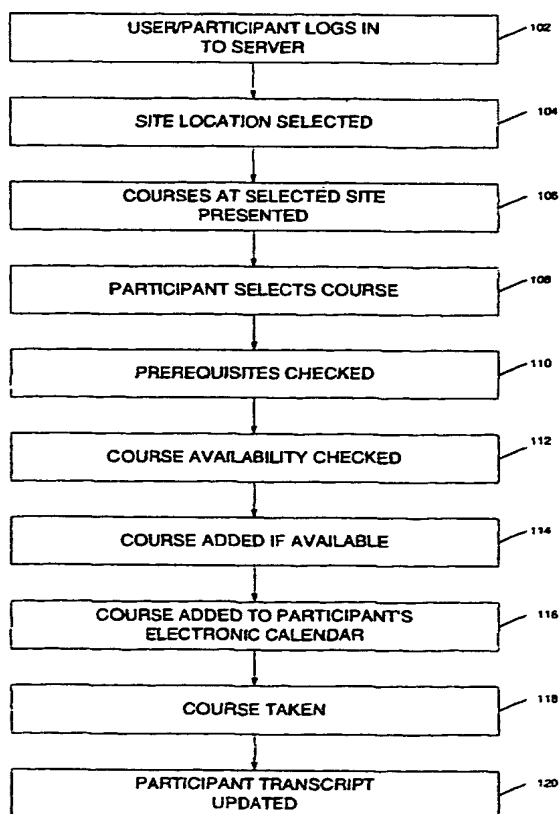 USER/PARTICIPANT LOGS IN
TO SERVER
102
SITE LOCATION SELECTED
104
COURSES AT SELECTED SITE
PRESENTED
106
PARTICIPANT SELECTS COURSE
108
PREREQUISITES CHECKED
110
COURSE AVAILABILITY CHECKED
112
COURSE ADDED IF AVAILABLE
114
COURSE ADDED TO PARTICIPANT'S
ELECTRONIC CALENDAR
116
COURSE TAKEN
118
PARTICIPANT TRANSCRIPT
UPDATED
120